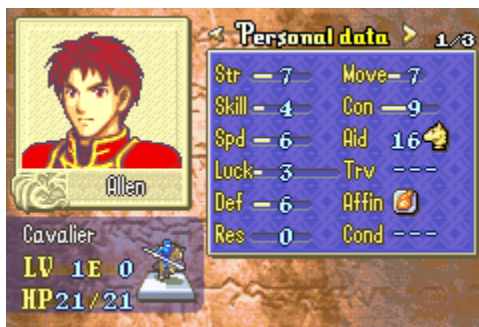 Personal data 1/3
Str 7 Move 7
Skill 4 Con 9
Spd 6 Aid 16
Luck 3 Trv ---
Def 6 Affin
Res 0 Cond ---
Allen
Cavalier
LV 1 E 0
HP 21/21